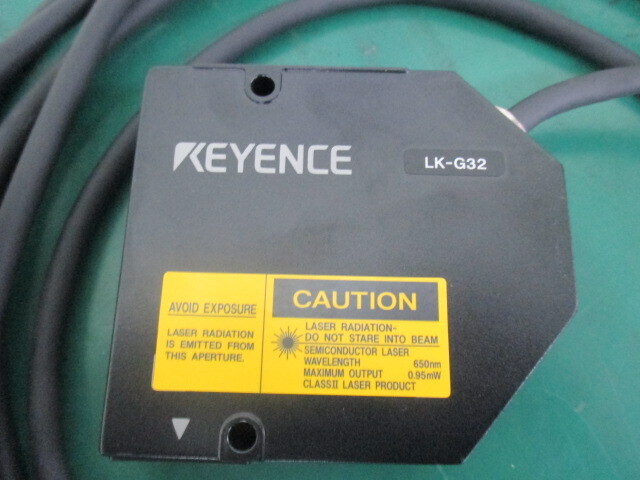 KEYENCE
LK-G32
AVOID EXPOSURE
LASER RADIATION
IS EMITTED FROM
THIS APERTURE.
CAUTION
LASER RADIATION-
DO NOT STARE INTO BEAM
SEMICONDUCTOR LASER
WAVELENGTH 650nm
MAXIMUM OUTPUT 0.95mW
CLASSII LASER PRODUCT